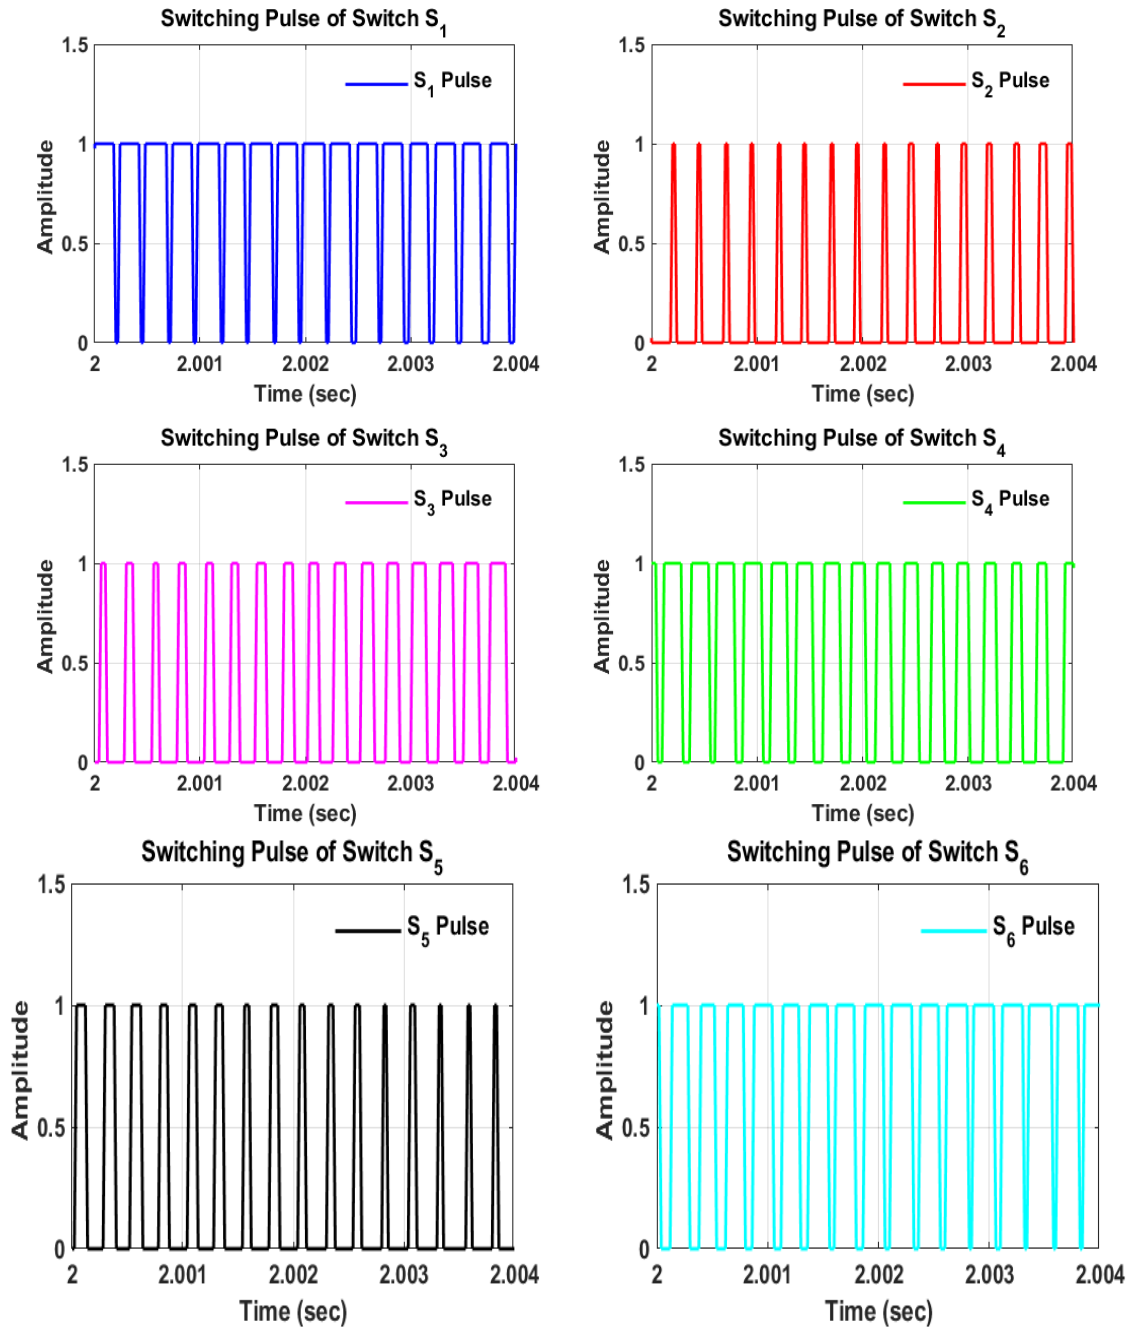 Switching Pulse of Switch S1
1.5
S1 Pulse
1
Amplitude
0.5
0
2 2.001 2.002 2.003 2.004
Time (sec)
Switching Pulse of Switch S2
1.5
S2 Pulse
1
Amplitude
0.5
0
2 2.001 2.002 2.003 2.004
Time (sec)
Switching Pulse of Switch S3
1.5
S3 Pulse
1
Amplitude
0.5
0
2 2.001 2.002 2.003 2.004
Time (sec)
Switching Pulse of Switch S4
1.5
S4 Pulse
1
Amplitude
0.5
0
2 2.001 2.002 2.003 2.004
Time (sec)
Switching Pulse of Switch S5
1.5
S5 Pulse
1
Amplitude
0.5
0
2 2.001 2.002 2.003 2.004
Time (sec)
Switching Pulse of Switch S6
1.5
S6 Pulse
1
Amplitude
0.5
0
2 2.001 2.002 2.003 2.004
Time (sec)